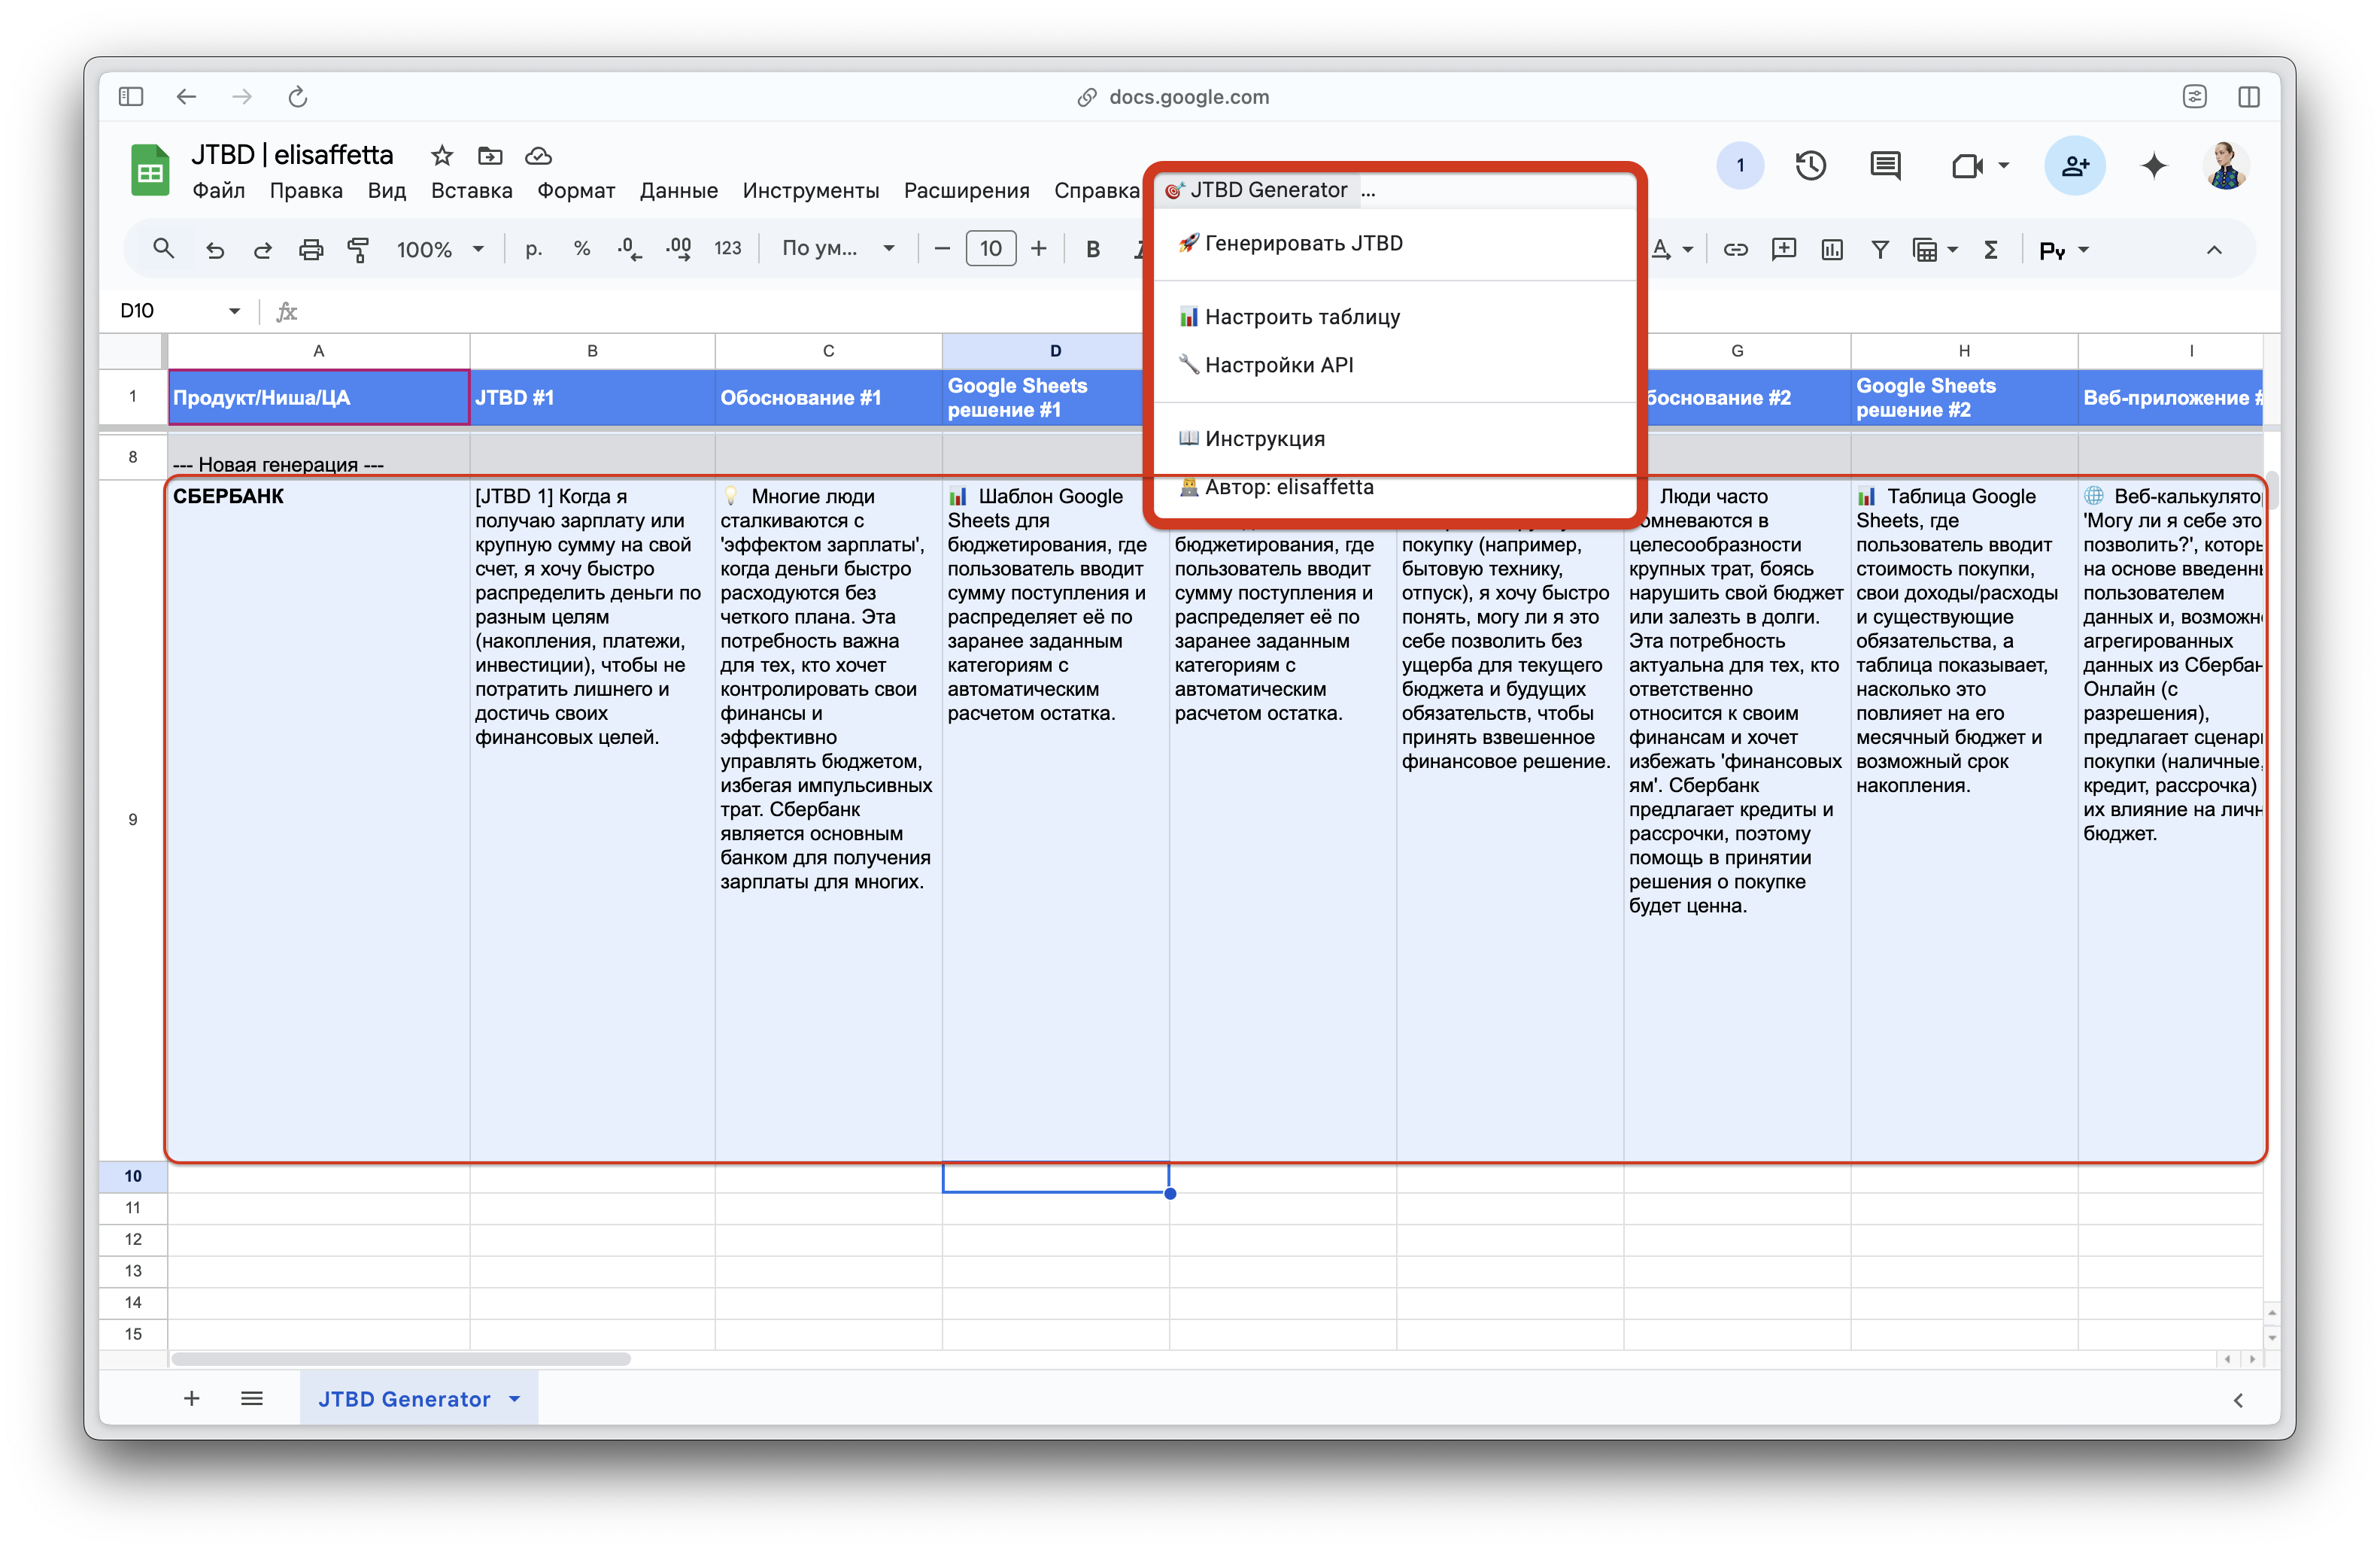 docs.google.com
JTBD | elisaffetta
Файл Правка Вид Вставка Формат Данные Инструменты Расширения Справка
🎯 JTBD Generator ...
1
100% р. % .0 .00 123 По ум... 10 B
A Σ Py
🚀 Генерировать JTBD
📊 Настроить таблицу
🔧 Настройки API
📖 Инструкция
Автор: elisaffetta
D10
fx
A B C D G H I
1
Продукт/Ниша/ЦА
JTBD #1
Обоснование #1
Google Sheets
решение #1
боснование #2
Google Sheets
решение #2
Веб-приложение #
8
--- Новая генерация ---
9
СБЕРБАНК
[JTBD 1] Когда я
получаю зарплату или
крупную сумму на свой
счет, я хочу быстро
распределить деньги по
разным целям
(накопления, платежи,
инвестиции), чтобы не
потратить лишнего и
достичь своих
финансовых целей.
💡 Многие люди
сталкиваются с
'эффектом зарплаты',
когда деньги быстро
расходуются без
четкого плана. Эта
потребность важна
для тех, кто хочет
контролировать свои
финансы и
эффективно
управлять бюджетом,
избегая импульсивных
трат. Сбербанк
является основным
банком для получения
зарплаты для многих.
📊 Шаблон Google
Sheets для
бюджетирования, где
пользователь вводит
сумму поступления и
распределяет её по
заранее заданным
категориям с
автоматическим
расчетом остатка.
бюджетирования, где
пользователь вводит
сумму поступления и
распределяет её по
заранее заданным
категориям с
автоматическим
расчетом остатка.
покупку (например,
бытовую технику,
отпуск), я хочу быстро
понять, могу ли я это
себе позволить без
ущерба для текущего
бюджета и будущих
обязательств, чтобы
принять взвешенное
финансовое решение.
Люди часто
омневаются в
целесообразности
крупных трат, боясь
нарушить свой бюджет
или залезть в долги.
Эта потребность
актуальна для тех, кто
ответственно
относится к своим
финансам и хочет
избежать 'финансовых
ям'. Сбербанк
предлагает кредиты и
рассрочки, поэтому
помощь в принятии
решения о покупке
будет ценна.
📊 Таблица Google
Sheets, где
пользователь вводит
стоимость покупки,
свои доходы/расходы
и существующие
обязательства, а
таблица показывает,
насколько это
повлияет на его
месячный бюджет и
возможный срок
накопления.
🌐 Веб-калькулятор
'Могу ли я себе это
позволить?', которы
на основе введенны
пользователем
данных и, возможно
агрегированных
данных из Сбербан
Онлайн (с
разрешения),
предлагает сценари
покупки (наличные,
кредит, рассрочка)
их влияние на личн
бюджет.
10
11
12
13
14
15
JTBD Generator